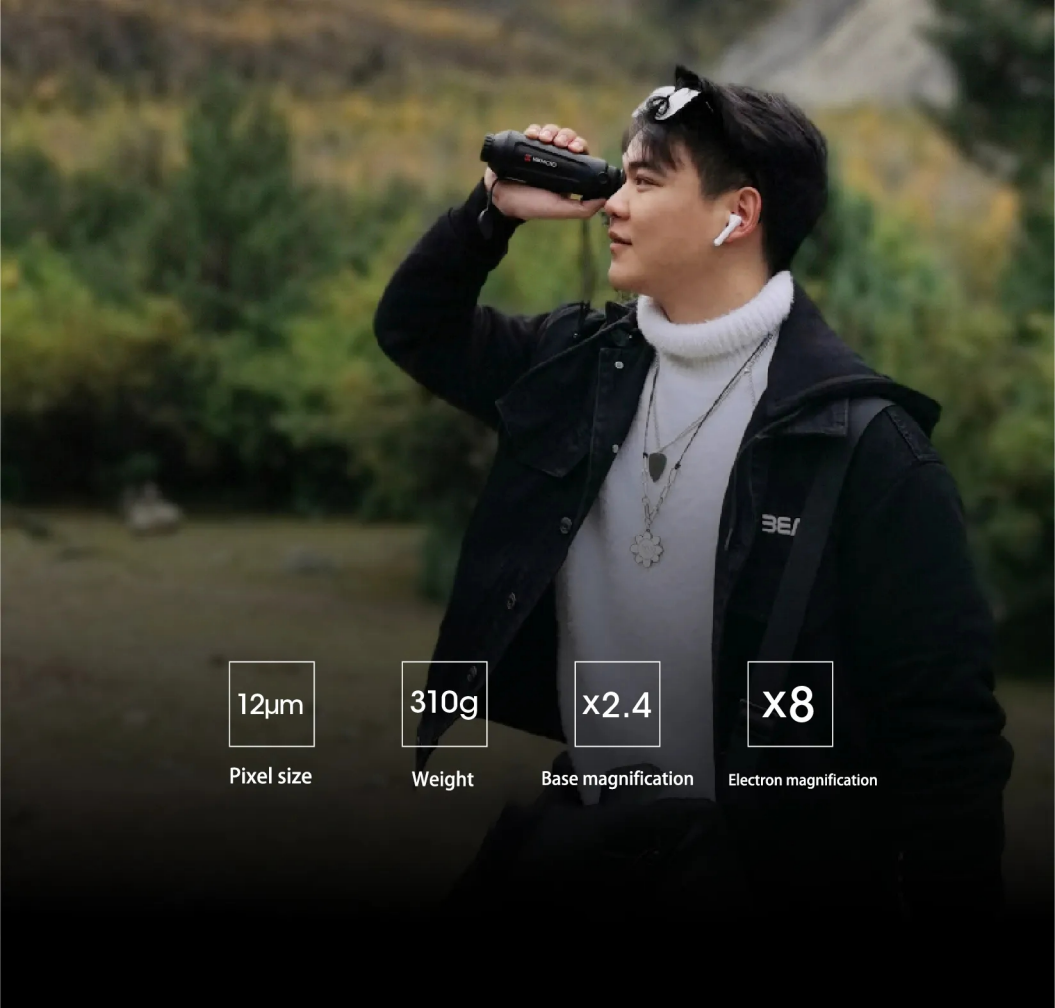 12μm
310g
x2.4
x8
Pixel size
Weight
Base magnification
Electron magnification